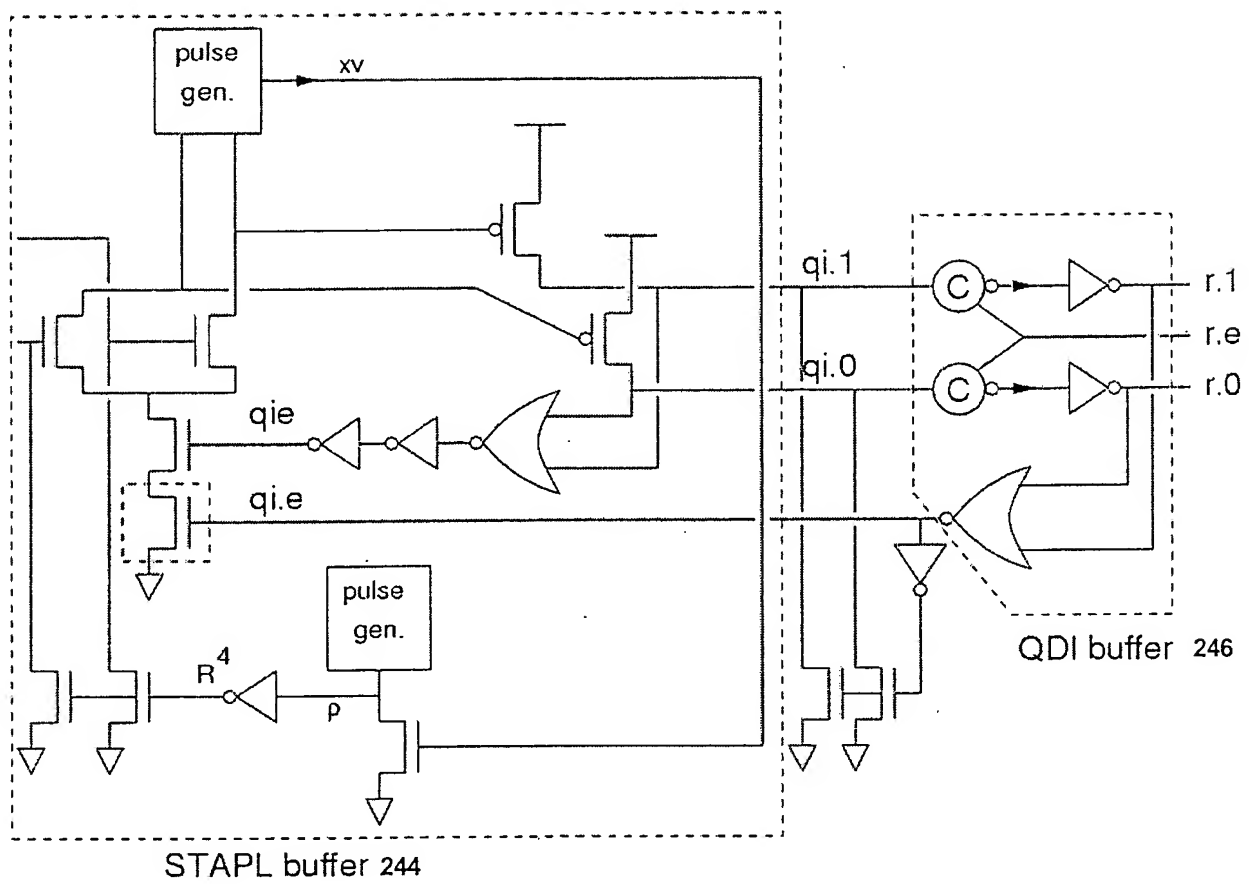 pulse
gen.
xv
qi.1
C
r.1
r.e
qi.0
C
r.0
qie
qi.e
pulse
gen.
R4
ρ
QDI buffer 246
STAPL buffer 244